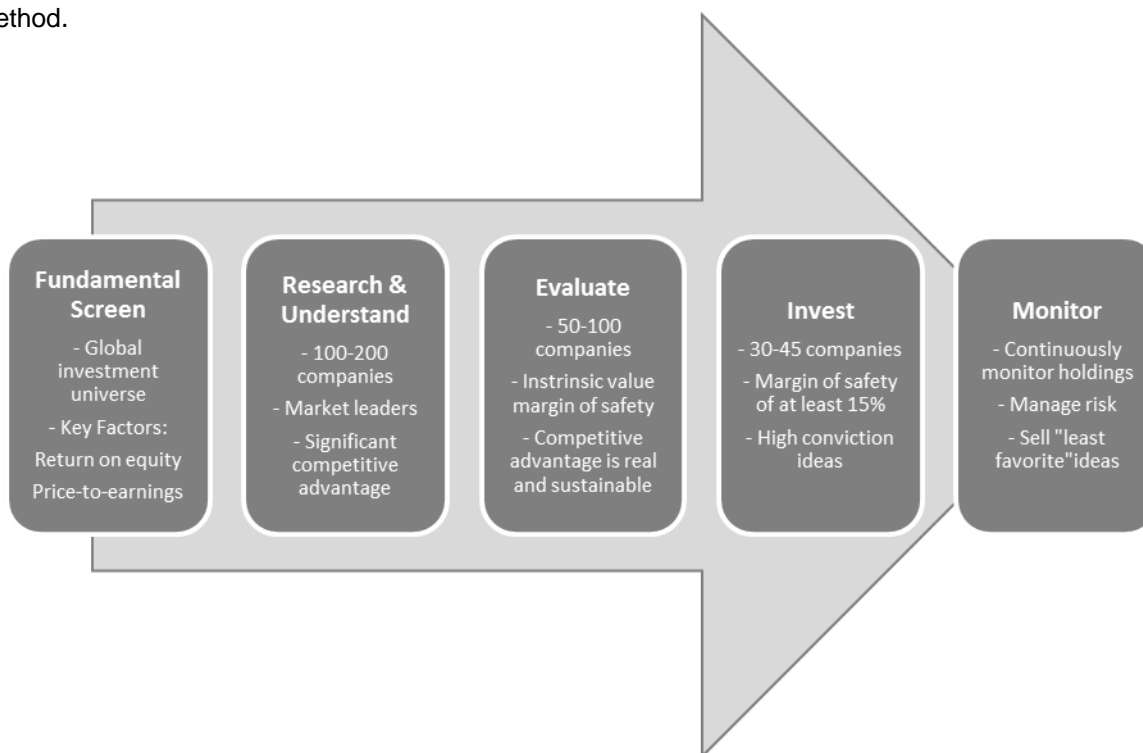 ethod.
Fundamental
Screen
- Global
investment
universe
- Key Factors:
Return on equity
Price-to-earnings
Research &
Understand
- 100-200
companies
- Market leaders
- Significant
competitive
advantage
Evaluate
- 50-100
companies
- Instrinsic value
margin of safety
- Competitive
advantage is real
and sustainable
Invest
- 30-45 companies
- Margin of safety
of at least 15%
- High conviction
ideas
Monitor
- Continuously
monitor holdings
- Manage risk
- Sell "least
favorite"ideas